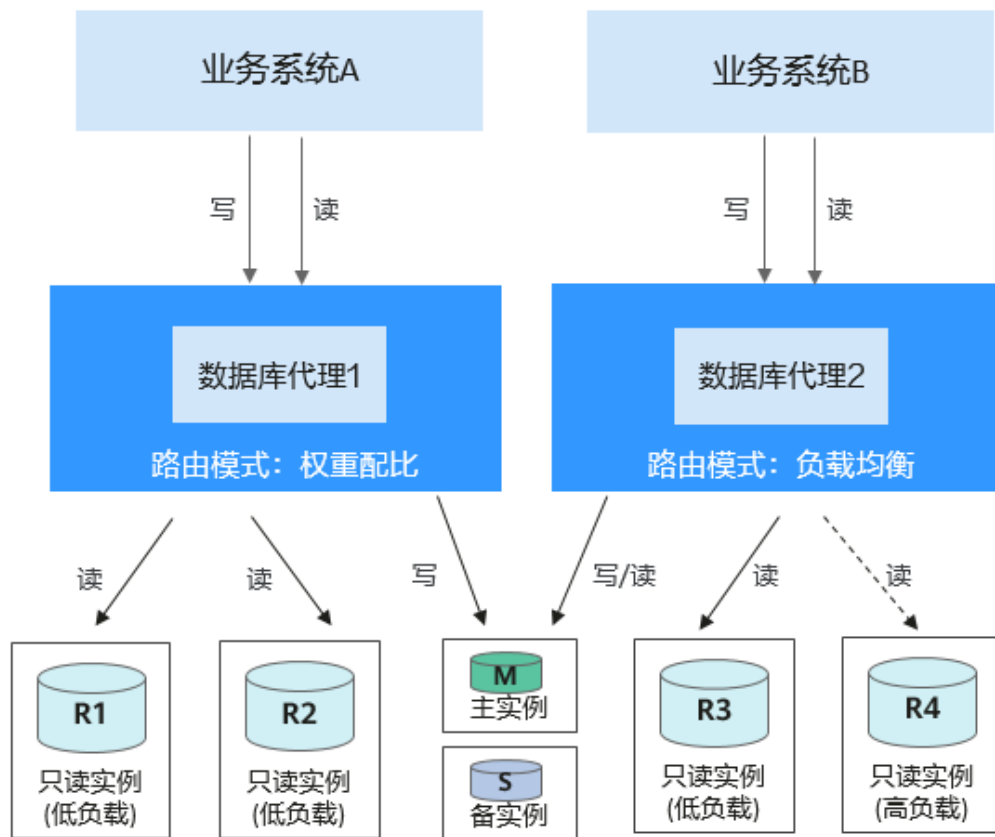 业务系统A
业务系统B
写
读
写
读
数据库代理1
数据库代理2
路由模式：权重配比
路由模式：负载均衡
读
读
写
写/读
读
读
R1
R2
M
主实例
R3
R4
只读实例
(低负载)
只读实例
(低负载)
S
备实例
只读实例
(低负载)
只读实例
(高负载)